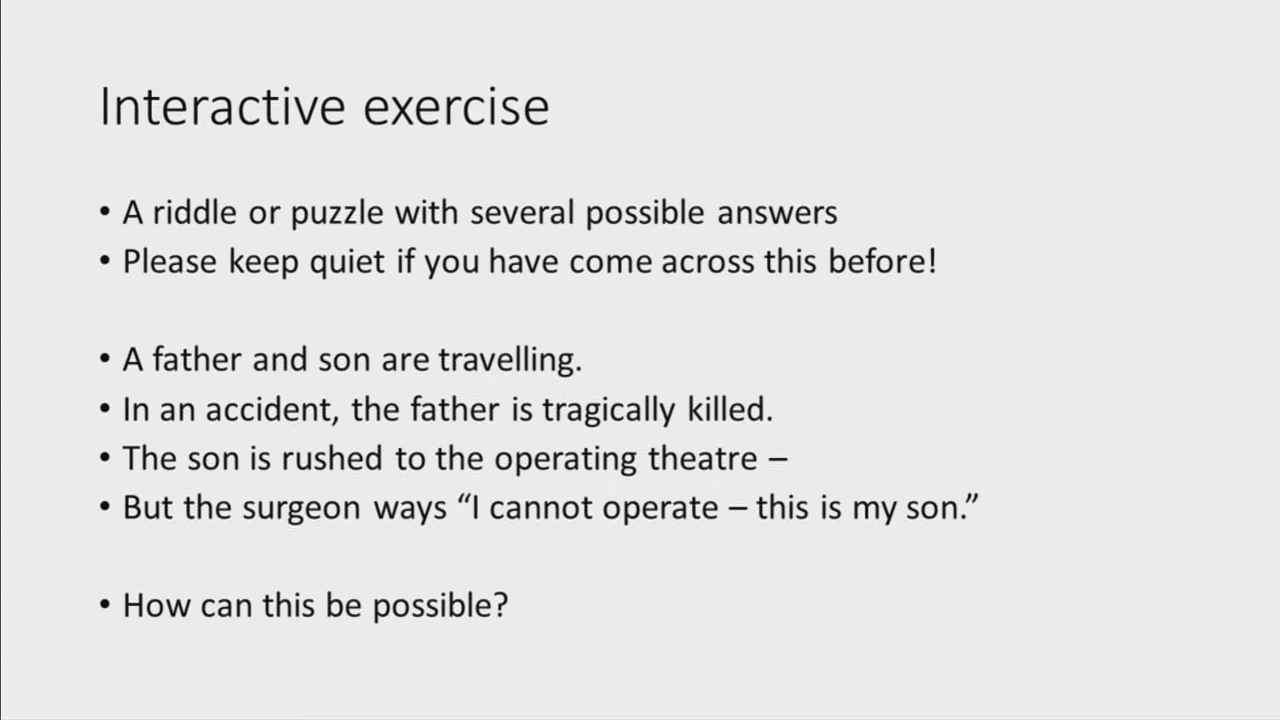 Interactive exercise
• A riddle or puzzle with several possible answers
• Please keep quiet if you have come across this before!
• A father and son are travelling.
• In an accident, the father is tragically killed.
• The son is rushed to the operating theatre –
• But the surgeon ways “I cannot operate – this is my son.”
• How can this be possible?